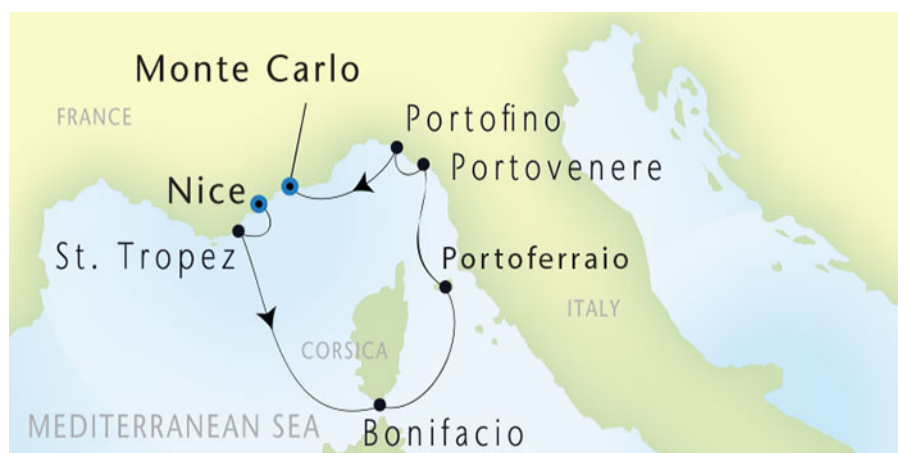 Monte Carlo
FRANCE
Portofino
Portovenere
Nice
St. Tropez
Portoferraio
ITALY
CORSICA
MEDITERRANEAN SEA
Bonifacio